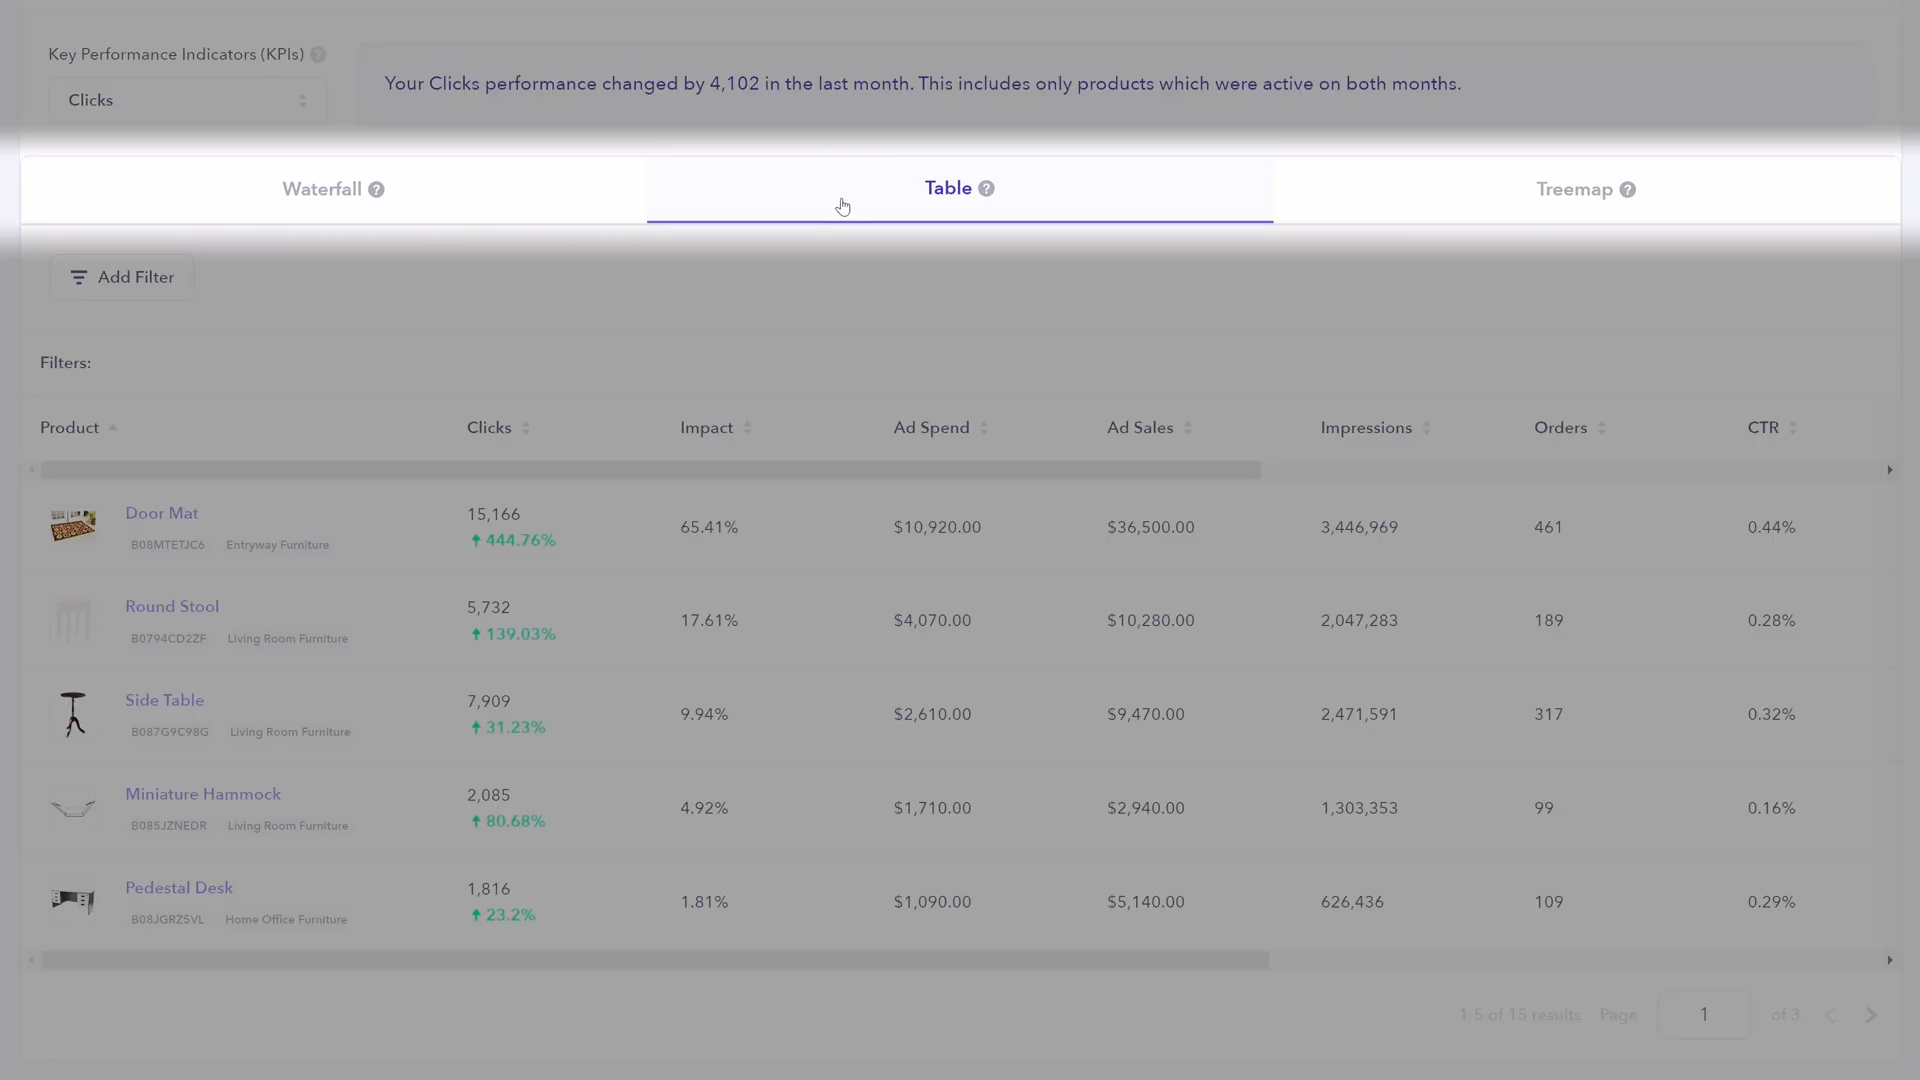 Key Performance Indicators (KPIs) ?
Clicks
Your Clicks performance changed by 4,102 in the last month. This includes only products which were active on both months.
Waterfall ?
Table ?
Treemap ?
Add Filter
Filters:
Product Clicks Impact Ad Spend Ad Sales Impressions Orders CTR
Door Mat
B08MTETJC6 Entryway Furniture
15,166
444.76%
65.41% $10,920.00 $36,500.00 3,446,969 461 0.44%
Round Stool
B0794CD2ZF Living Room Furniture
5,732
139.03%
17.61% $4,070.00 $10,280.00 2,047,283 189 0.28%
Side Table
B087G9C98G Living Room Furniture
7,909
31.23%
9.94% $2,610.00 $9,470.00 2,471,591 317 0.32%
Miniature Hammock
B085JZNEDR Living Room Furniture
2,085
80.68%
4.92% $1,710.00 $2,940.00 1,303,353 99 0.16%
Pedestal Desk
B08JGRZ5VL Home Office Furniture
1,816
23.2%
1.81% $1,090.00 $5,140.00 626,436 109 0.29%
1-5 of 15 results Page 1 of 3